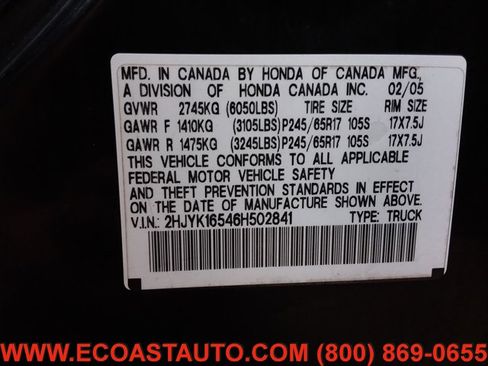 MFD. IN CANADA BY HONDA OF CANADA MFG.,
A DIVISION OF HONDA CANADA INC. 02/05
GVWR 2745KG (6050LBS) TIRE SIZE RIM SIZE
GAWR F 1410KG (3105LBS) P245/65R17 105S 17X7.5J
GAWR R 1475KG (3245LBS) P245/65R17 105S 17X7.5J
THIS VEHICLE CONFORMS TO ALL APPLICABLE
FEDERAL MOTOR VEHICLE SAFETY
AND THEFT PREVENTION STANDARDS IN EFFECT
ON THE DATE OF MANUFACTURE SHOWN ABOVE.
V.I.N.: 2HJYK16546H502841 TYPE: TRUCK
WWW.ECOASTAUTO.COM (800) 869-0655